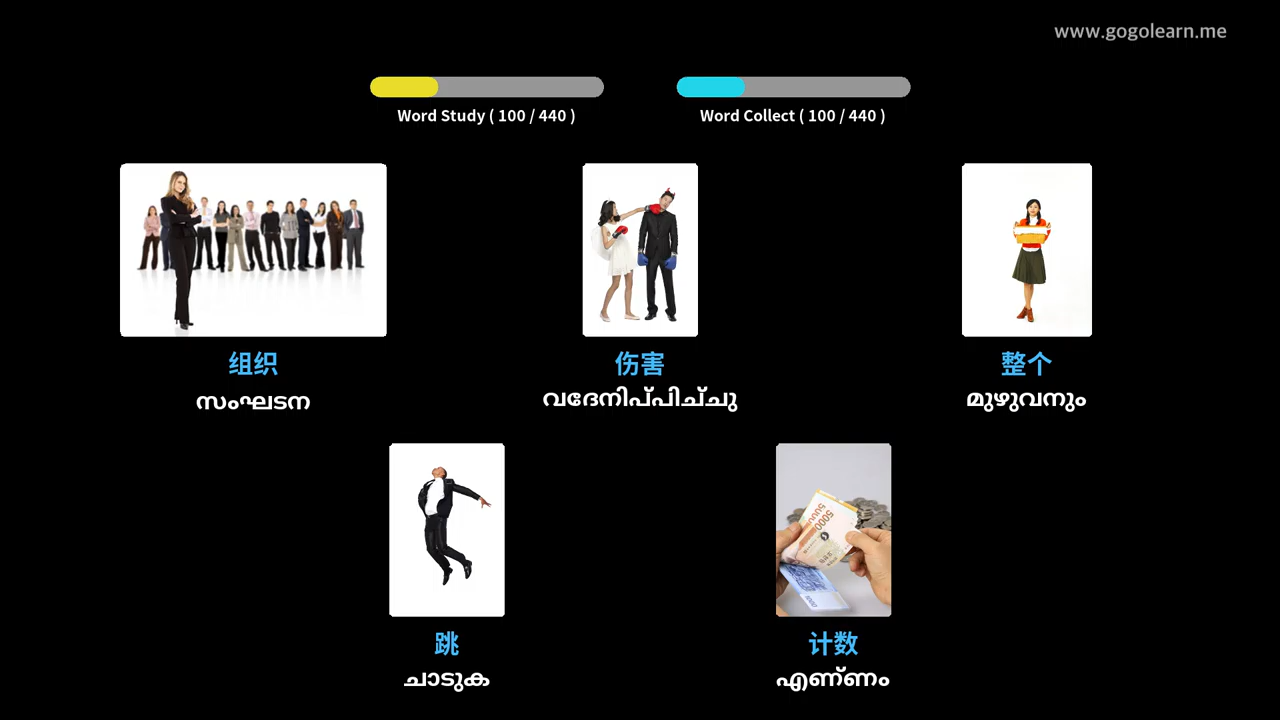 www.gogolearn.me
Word Study ( 100 / 440 )
Word Collect ( 100 / 440 )
组织
伤害
整个
സംഘടന
വദേനിപ്‌പിച്‌ചു
മുഴുവനും
跳
计数
ചാടുക
എണ്‌ണം